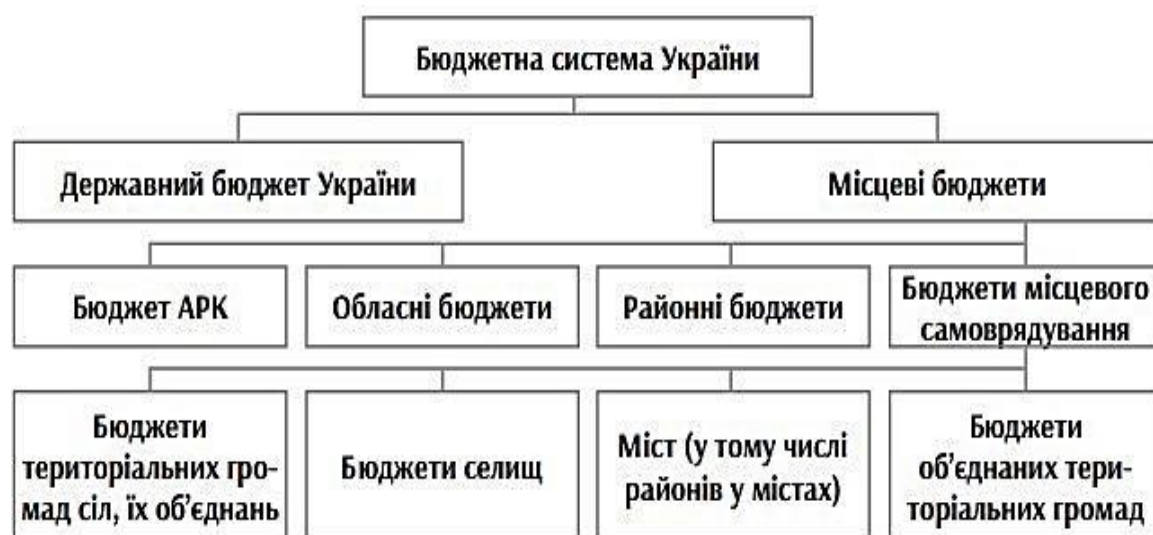 Бюджетна система України
Державний бюджет України
Місцеві бюджети
Бюджет АРК
Обласні бюджети
Районні бюджети
Бюджети місцевого
самоврядування
Бюджети
територіальних гро-
мад сіл, їх об’єднань
Бюджети селищ
Міст (у тому числі
районів у містах)
Бюджети
об’єднаних тери-
торіальних громад